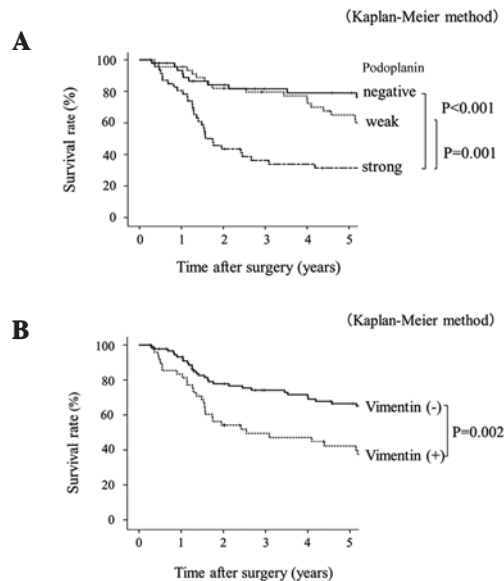 (Kaplan-Meier method)
A
Podoplanin
negative
weak
strong
P<0.001
P=0.001
Survival rate (%)
100
80
60
40
20
0
0 1 2 3 4 5
Time after surgery (years)
(Kaplan-Meier method)
B
Vimentin (-)
Vimentin (+)
P=0.002
Survival rate (%)
100
80
60
40
20
0
0 1 2 3 4 5
Time after surgery (years)